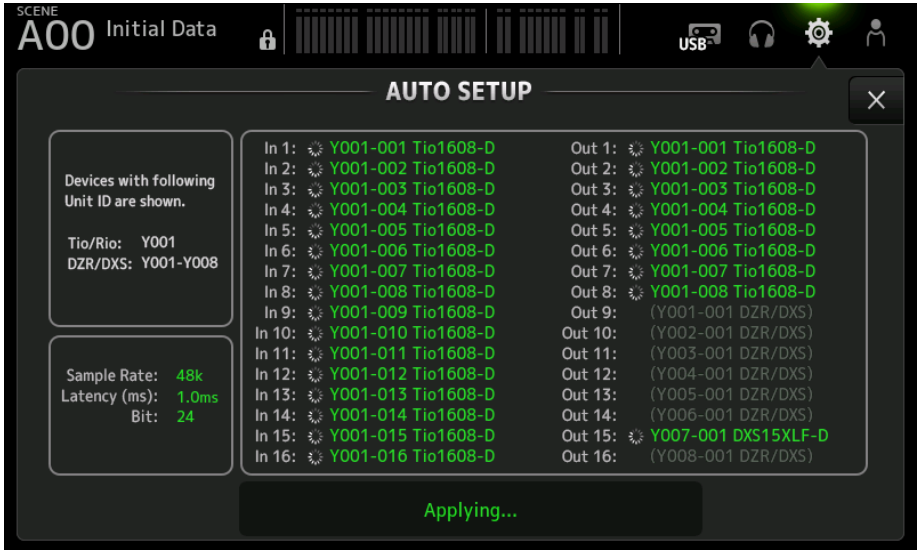 SCENE
A00 Initial Data
USB
AUTO SETUP
Devices with following
Unit ID are shown.
Tio/Rio: Y001
DZR/DXS: Y001-Y008
Sample Rate: 48k
Latency (ms): 1.0ms
Bit: 24
In 1: Y001-001 Tio1608-D
In 2: Y001-002 Tio1608-D
In 3: Y001-003 Tio1608-D
In 4: Y001-004 Tio1608-D
In 5: Y001-005 Tio1608-D
In 6: Y001-006 Tio1608-D
In 7: Y001-007 Tio1608-D
In 8: Y001-008 Tio1608-D
In 9: Y001-009 Tio1608-D
In 10: Y001-010 Tio1608-D
In 11: Y001-011 Tio1608-D
In 12: Y001-012 Tio1608-D
In 13: Y001-013 Tio1608-D
In 14: Y001-014 Tio1608-D
In 15: Y001-015 Tio1608-D
In 16: Y001-016 Tio1608-D
Out 1: Y001-001 Tio1608-D
Out 2: Y001-002 Tio1608-D
Out 3: Y001-003 Tio1608-D
Out 4: Y001-004 Tio1608-D
Out 5: Y001-005 Tio1608-D
Out 6: Y001-006 Tio1608-D
Out 7: Y001-007 Tio1608-D
Out 8: Y001-008 Tio1608-D
Out 9: (Y001-001 DZR/DXS)
Out 10: (Y002-001 DZR/DXS)
Out 11: (Y003-001 DZR/DXS)
Out 12: (Y004-001 DZR/DXS)
Out 13: (Y005-001 DZR/DXS)
Out 14: (Y006-001 DZR/DXS)
Out 15: Y007-001 DXS15XLF-D
Out 16: (Y008-001 DZR/DXS)
Applying...